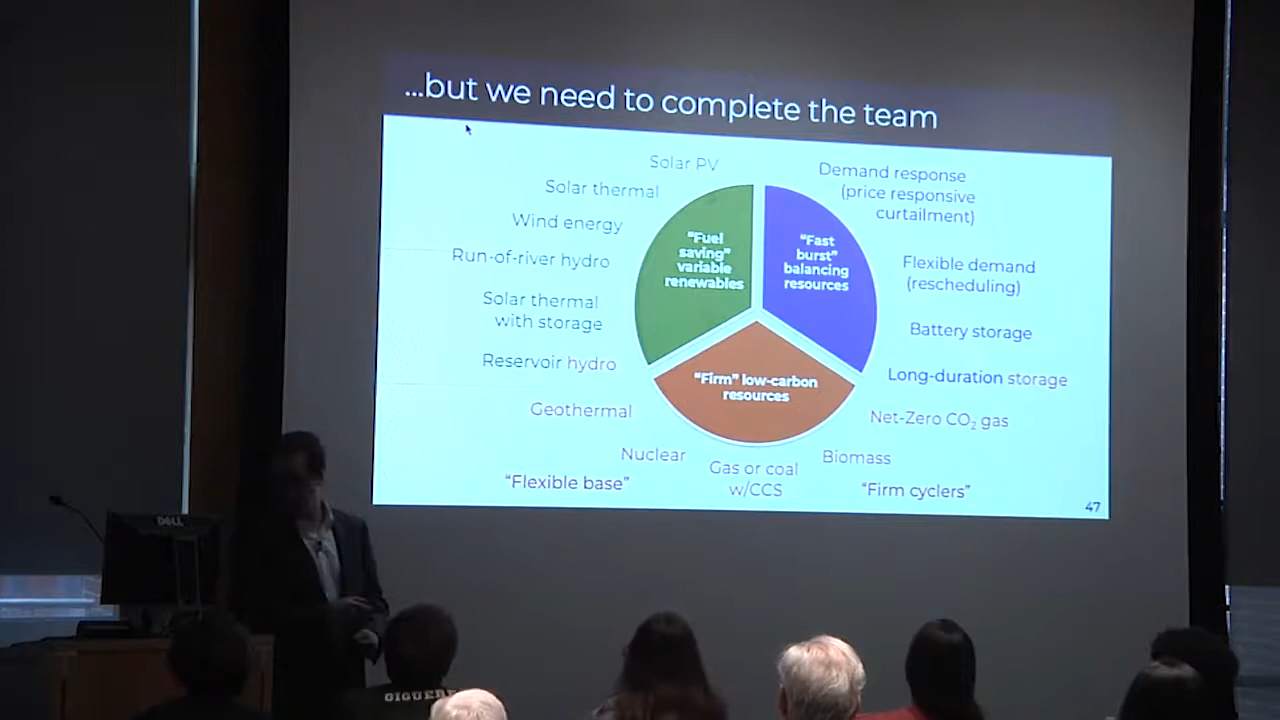 ...but we need to complete the team
Solar PV
Solar thermal
Wind energy
Run-of-river hydro
Solar thermal
with storage
Reservoir hydro
Geothermal
Nuclear
"Flexible base"
Gas or coal
w/CCS
Biomass
"Firm cyclers"
Net-Zero CO₂ gas
Long-duration storage
Battery storage
Flexible demand
(rescheduling)
Demand response
(price responsive
curtailment)
"Fuel
saving"
variable
renewables
"Fast
burst"
balancing
resources
"Firm" low-carbon
resources
47
DELL
GIGUERE